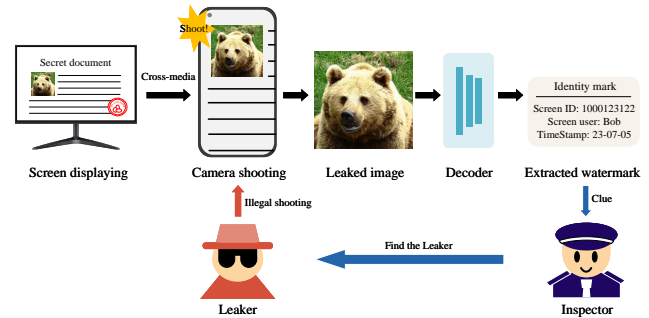 Shoot!
Secret document
Cross-media
Identity mark
Screen ID: 1000123122
Screen user: Bob
TimeStamp: 23-07-05
Screen displaying
Camera shooting
Leaked image
Decoder
Extracted watermark
Illegal shooting
Clue
Find the Leaker
Leaker
Inspector